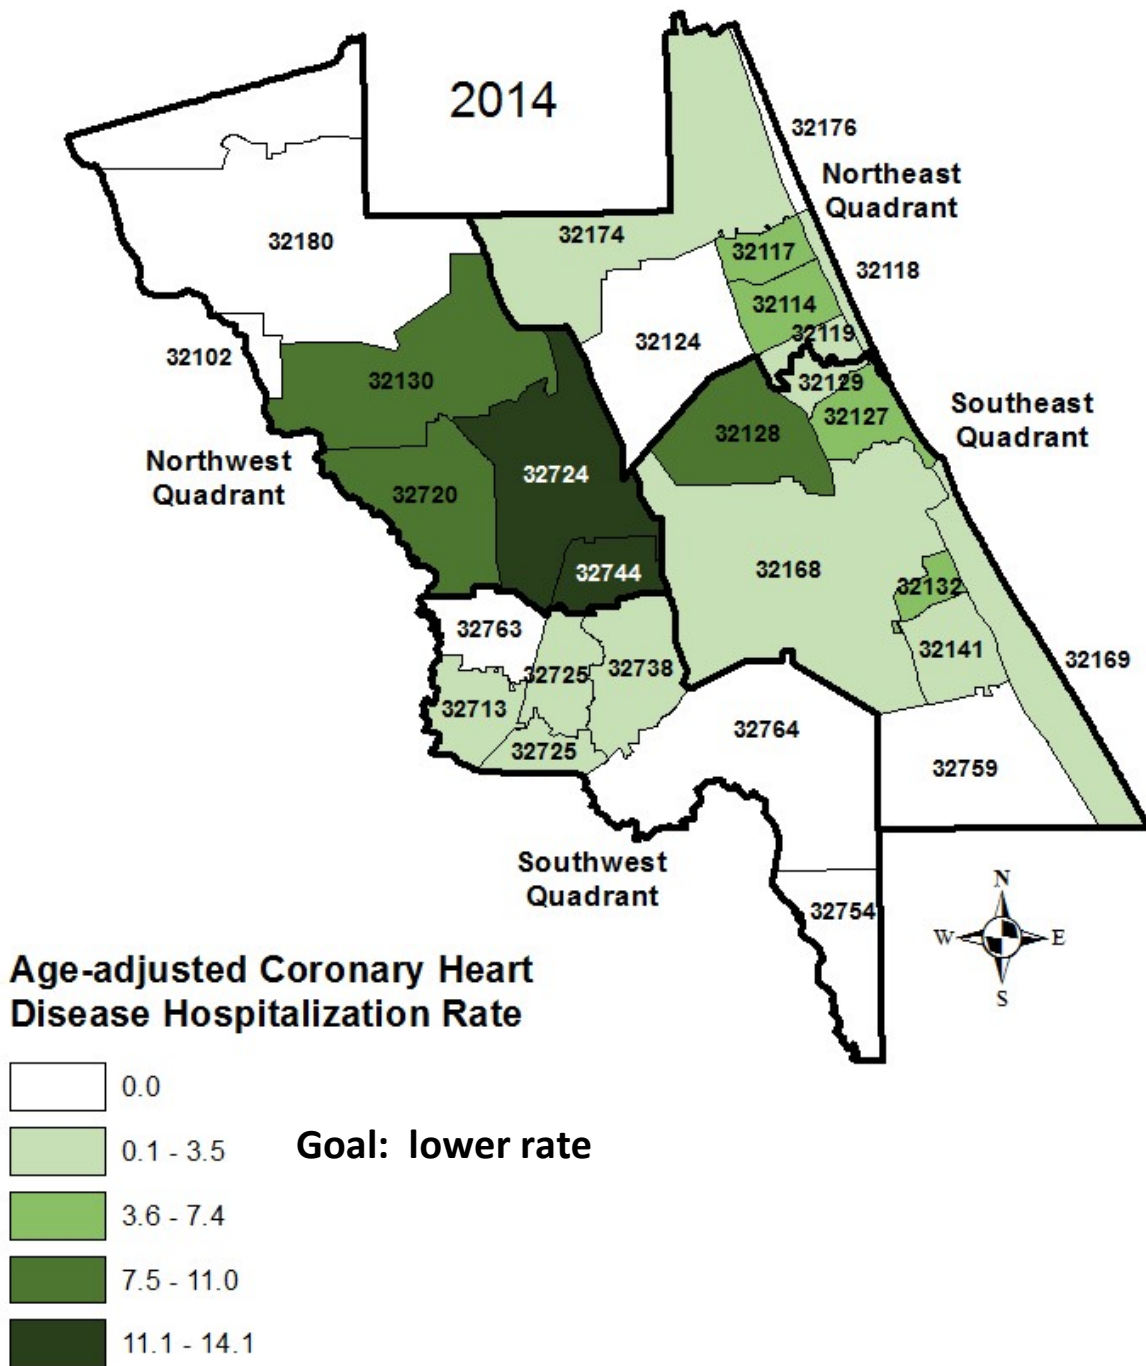 2014
32176
Northeast
Quadrant
32174
32180
32117
32118
32114
32119
32124
32102
32130
32129
32127
Southeast
Quadrant
32128
Northwest
Quadrant
32724
32720
32168
32744
32132
32763
32141
32169
32725
32738
32713
32764
32725
32759
Southwest
Quadrant
32754
N
W
E
S
Age-adjusted Coronary Heart
Disease Hospitalization Rate
0.0
0.1 - 3.5
Goal: lower rate
3.6 - 7.4
7.5 - 11.0
11.1 - 14.1